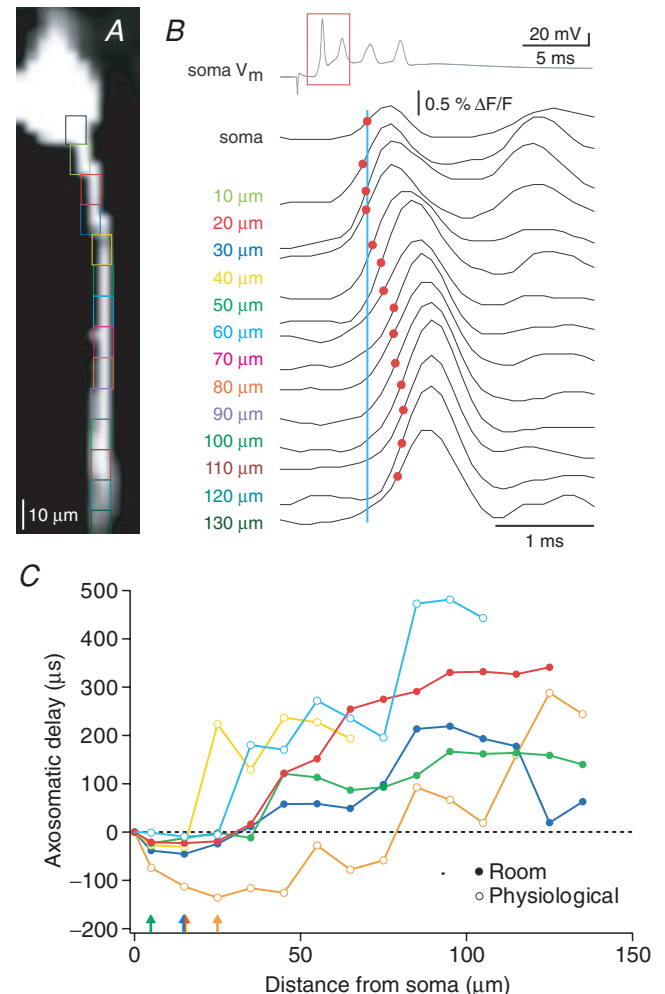 A
B
20 mV
5 ms
soma Vm
0.5 % ΔF/F
soma
10 μm
20 μm
30 μm
40 μm
50 μm
60 μm
70 μm
80 μm
90 μm
100 μm
110 μm
120 μm
130 μm
10 μm
1 ms
C
500
400
300
200
100
0
−100
−200
Axosomatic delay (μs)
Room
Physiological
0
50
100
150
Distance from soma (μm)